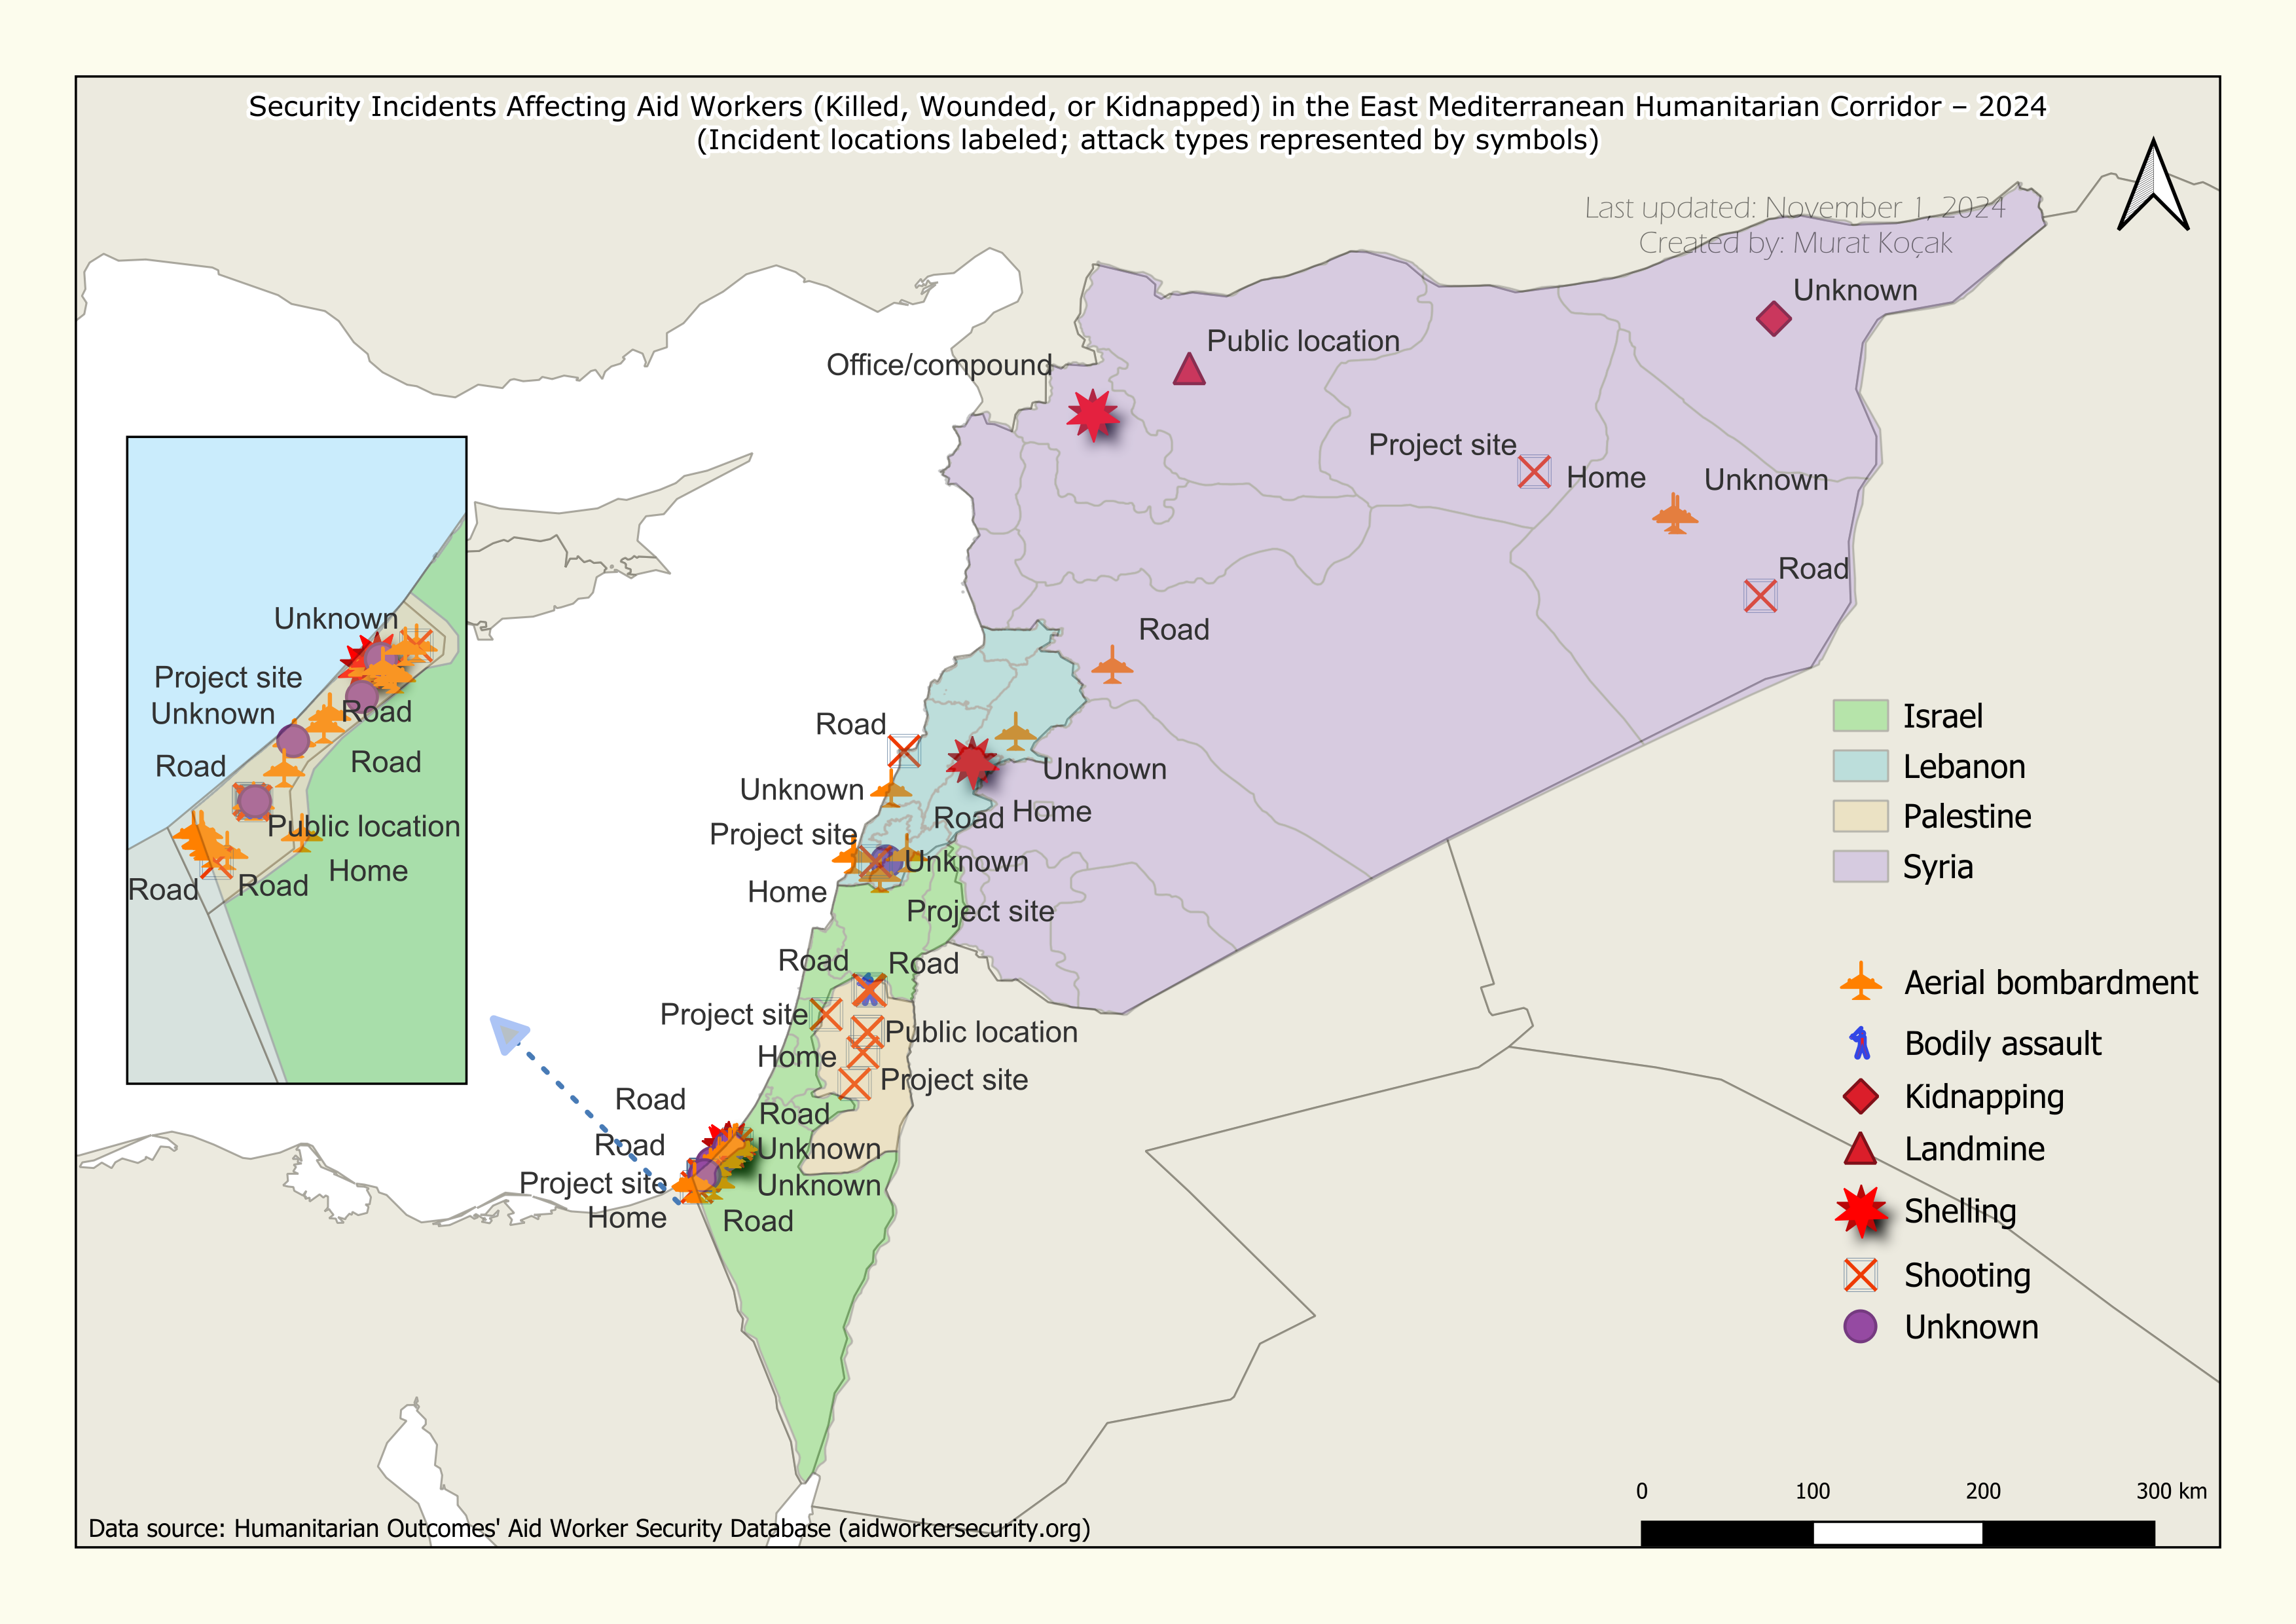 Security Incidents Affecting Aid Workers (Killed, Wounded, or Kidnapped) in the East Mediterranean Humanitarian Corridor – 2024
(Incident locations labeled; attack types represented by symbols)
Last updated: November 1, 2024
Created by: Murat Koçak
Unknown
Public location
Office/compound
Project site
Home
Unknown
Road
Road
Road
Unknown
Unknown
Project site
Road
Home
Unknown
Home
Project site
Road
Road
Project site
Public location
Home
Project site
Road
Road
Road
Unknown
Project site
Unknown
Home
Road
Unknown
Project site
Unknown
Road
Road
Road
Public location
Home
Road
Road
Israel
Lebanon
Palestine
Syria
Aerial bombardment
Bodily assault
Kidnapping
Landmine
Shelling
Shooting
Unknown
0 100 200 300 km
Data source: Humanitarian Outcomes' Aid Worker Security Database (aidworkersecurity.org)